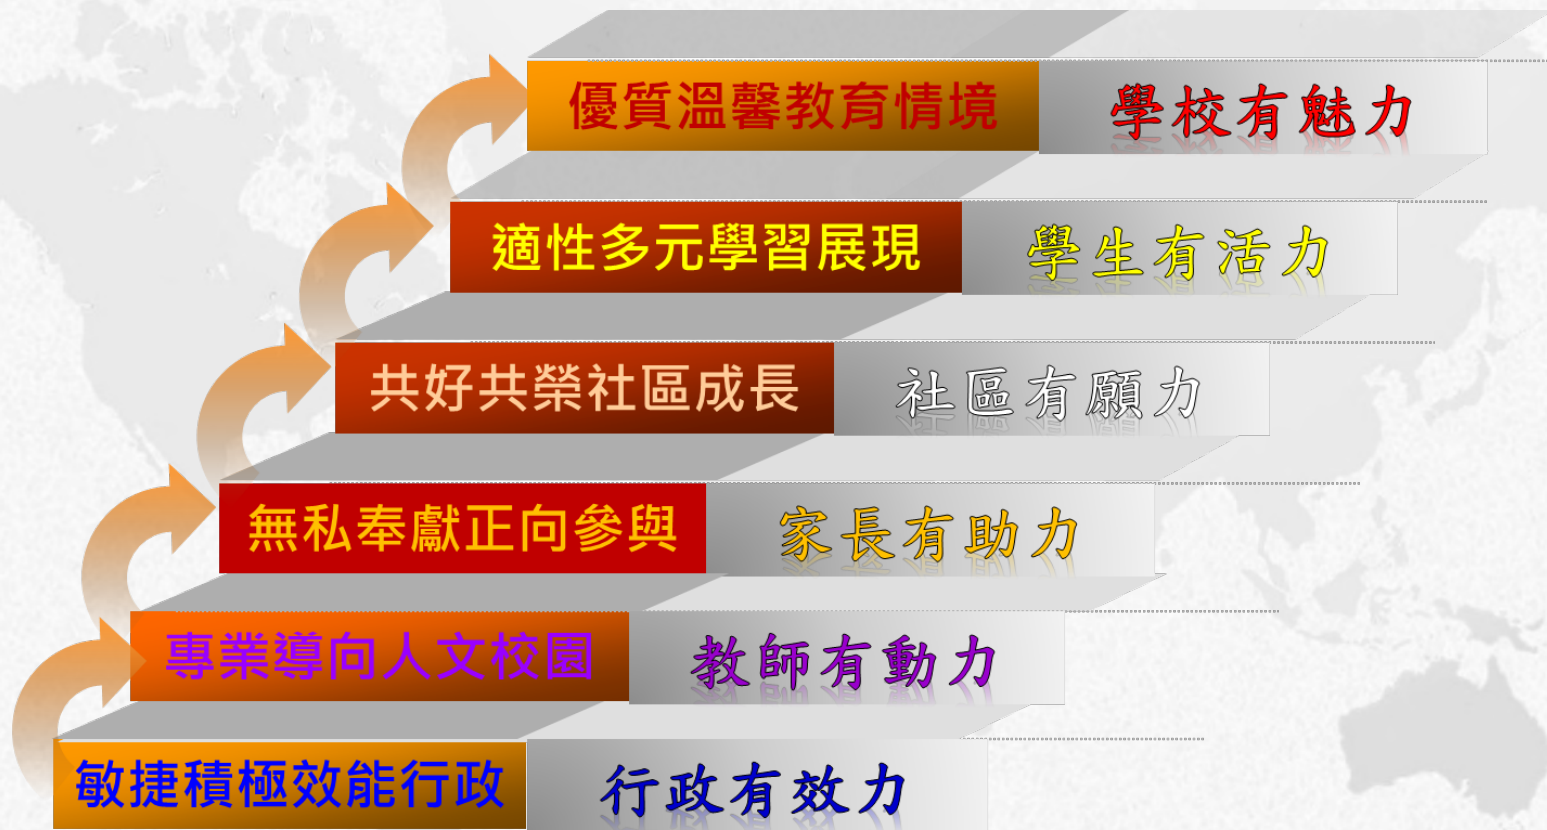 優質溫馨教育情境 學校有魅力
適性多元學習展現 學生有活力
共好共榮社區成長 社區有願力
無私奉獻正向參與 家長有助力
專業導向人文校園 教師有動力
敏捷積極效能行政 行政有效力